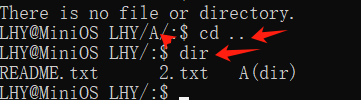 There is no file or directory.
LHY@MiniOS LHY/A/:$ cd ..
LHY@MiniOS LHY/:$ dir
README.txt    2.txt   A(dir)
LHY@MiniOS LHY/:$